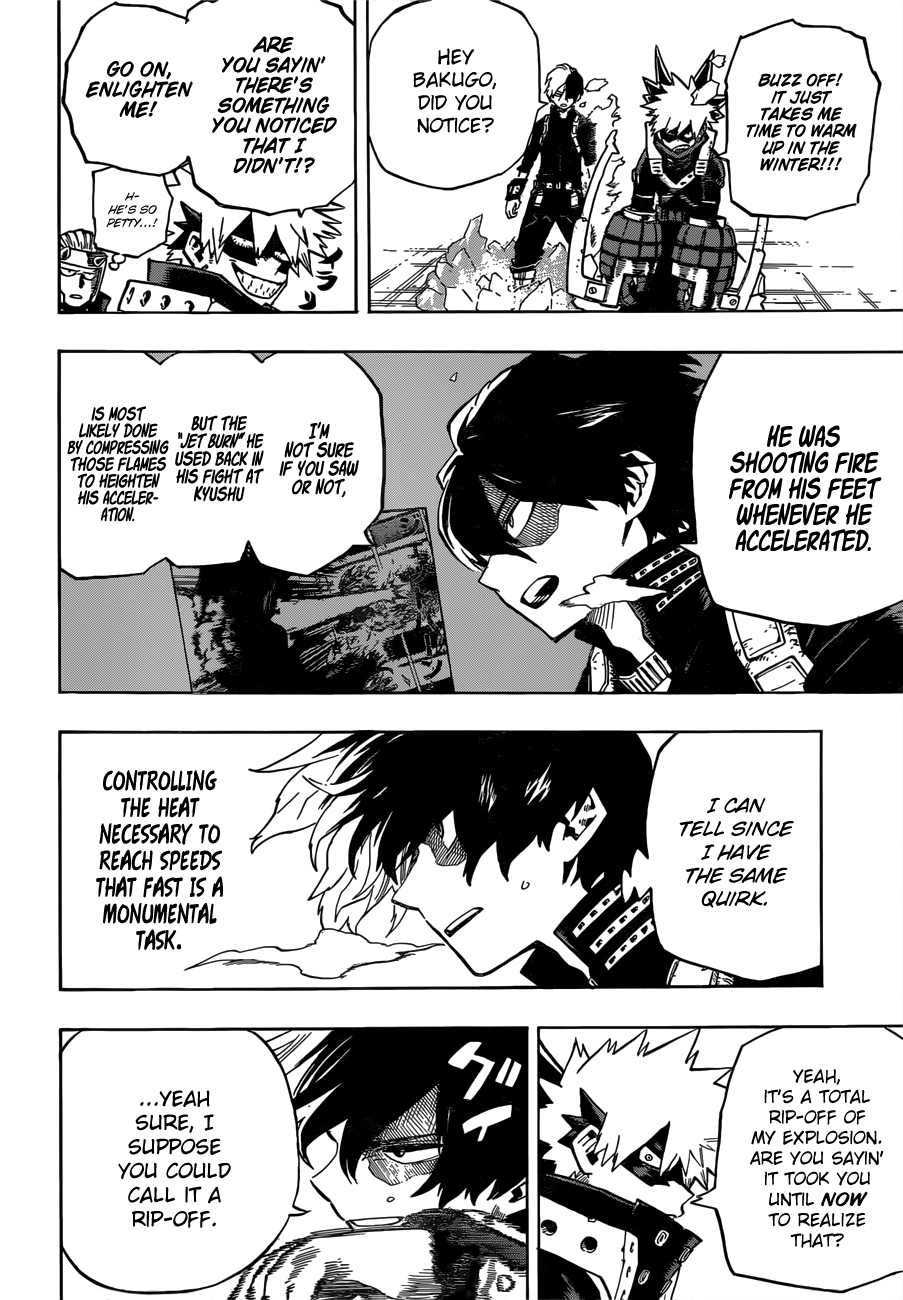 BUZZ OFF!
IT JUST
TAKES ME
TIME TO WARM
UP IN THE
WINTER!!!
HEY
BAKUGO,
DID YOU
NOTICE?
ARE
YOU SAYIN'
THERE'S
SOMETHING
YOU NOTICED
THAT I
DIDN'T!?
GO ON,
ENLIGHTEN
ME!
H-
HE'S SO
PETTY...!
HE WAS
SHOOTING FIRE
FROM HIS FEET
WHENEVER HE
ACCELERATED.
I'M
NOT SURE
IF YOU SAW
OR NOT,
BUT THE
"JET BURN" HE
USED BACK IN
HIS FIGHT AT
KYUSHU
IS MOST
LIKELY DONE
BY COMPRESSING
THOSE FLAMES
TO HEIGHTEN
HIS ACCELER-
ATION.
I CAN
TELL SINCE
I HAVE
THE SAME
QUIRK.
CONTROLLING
THE HEAT
NECESSARY TO
REACH SPEEDS
THAT FAST IS A
MONUMENTAL
TASK.
YEAH,
IT'S A TOTAL
RIP-OFF OF
MY EXPLOSION.
ARE YOU SAYIN'
IT TOOK YOU
UNTIL NOW
TO REALIZE
THAT?
グイ
...YEAH
SURE, I
SUPPOSE
YOU COULD
CALL IT A
RIP-OFF.